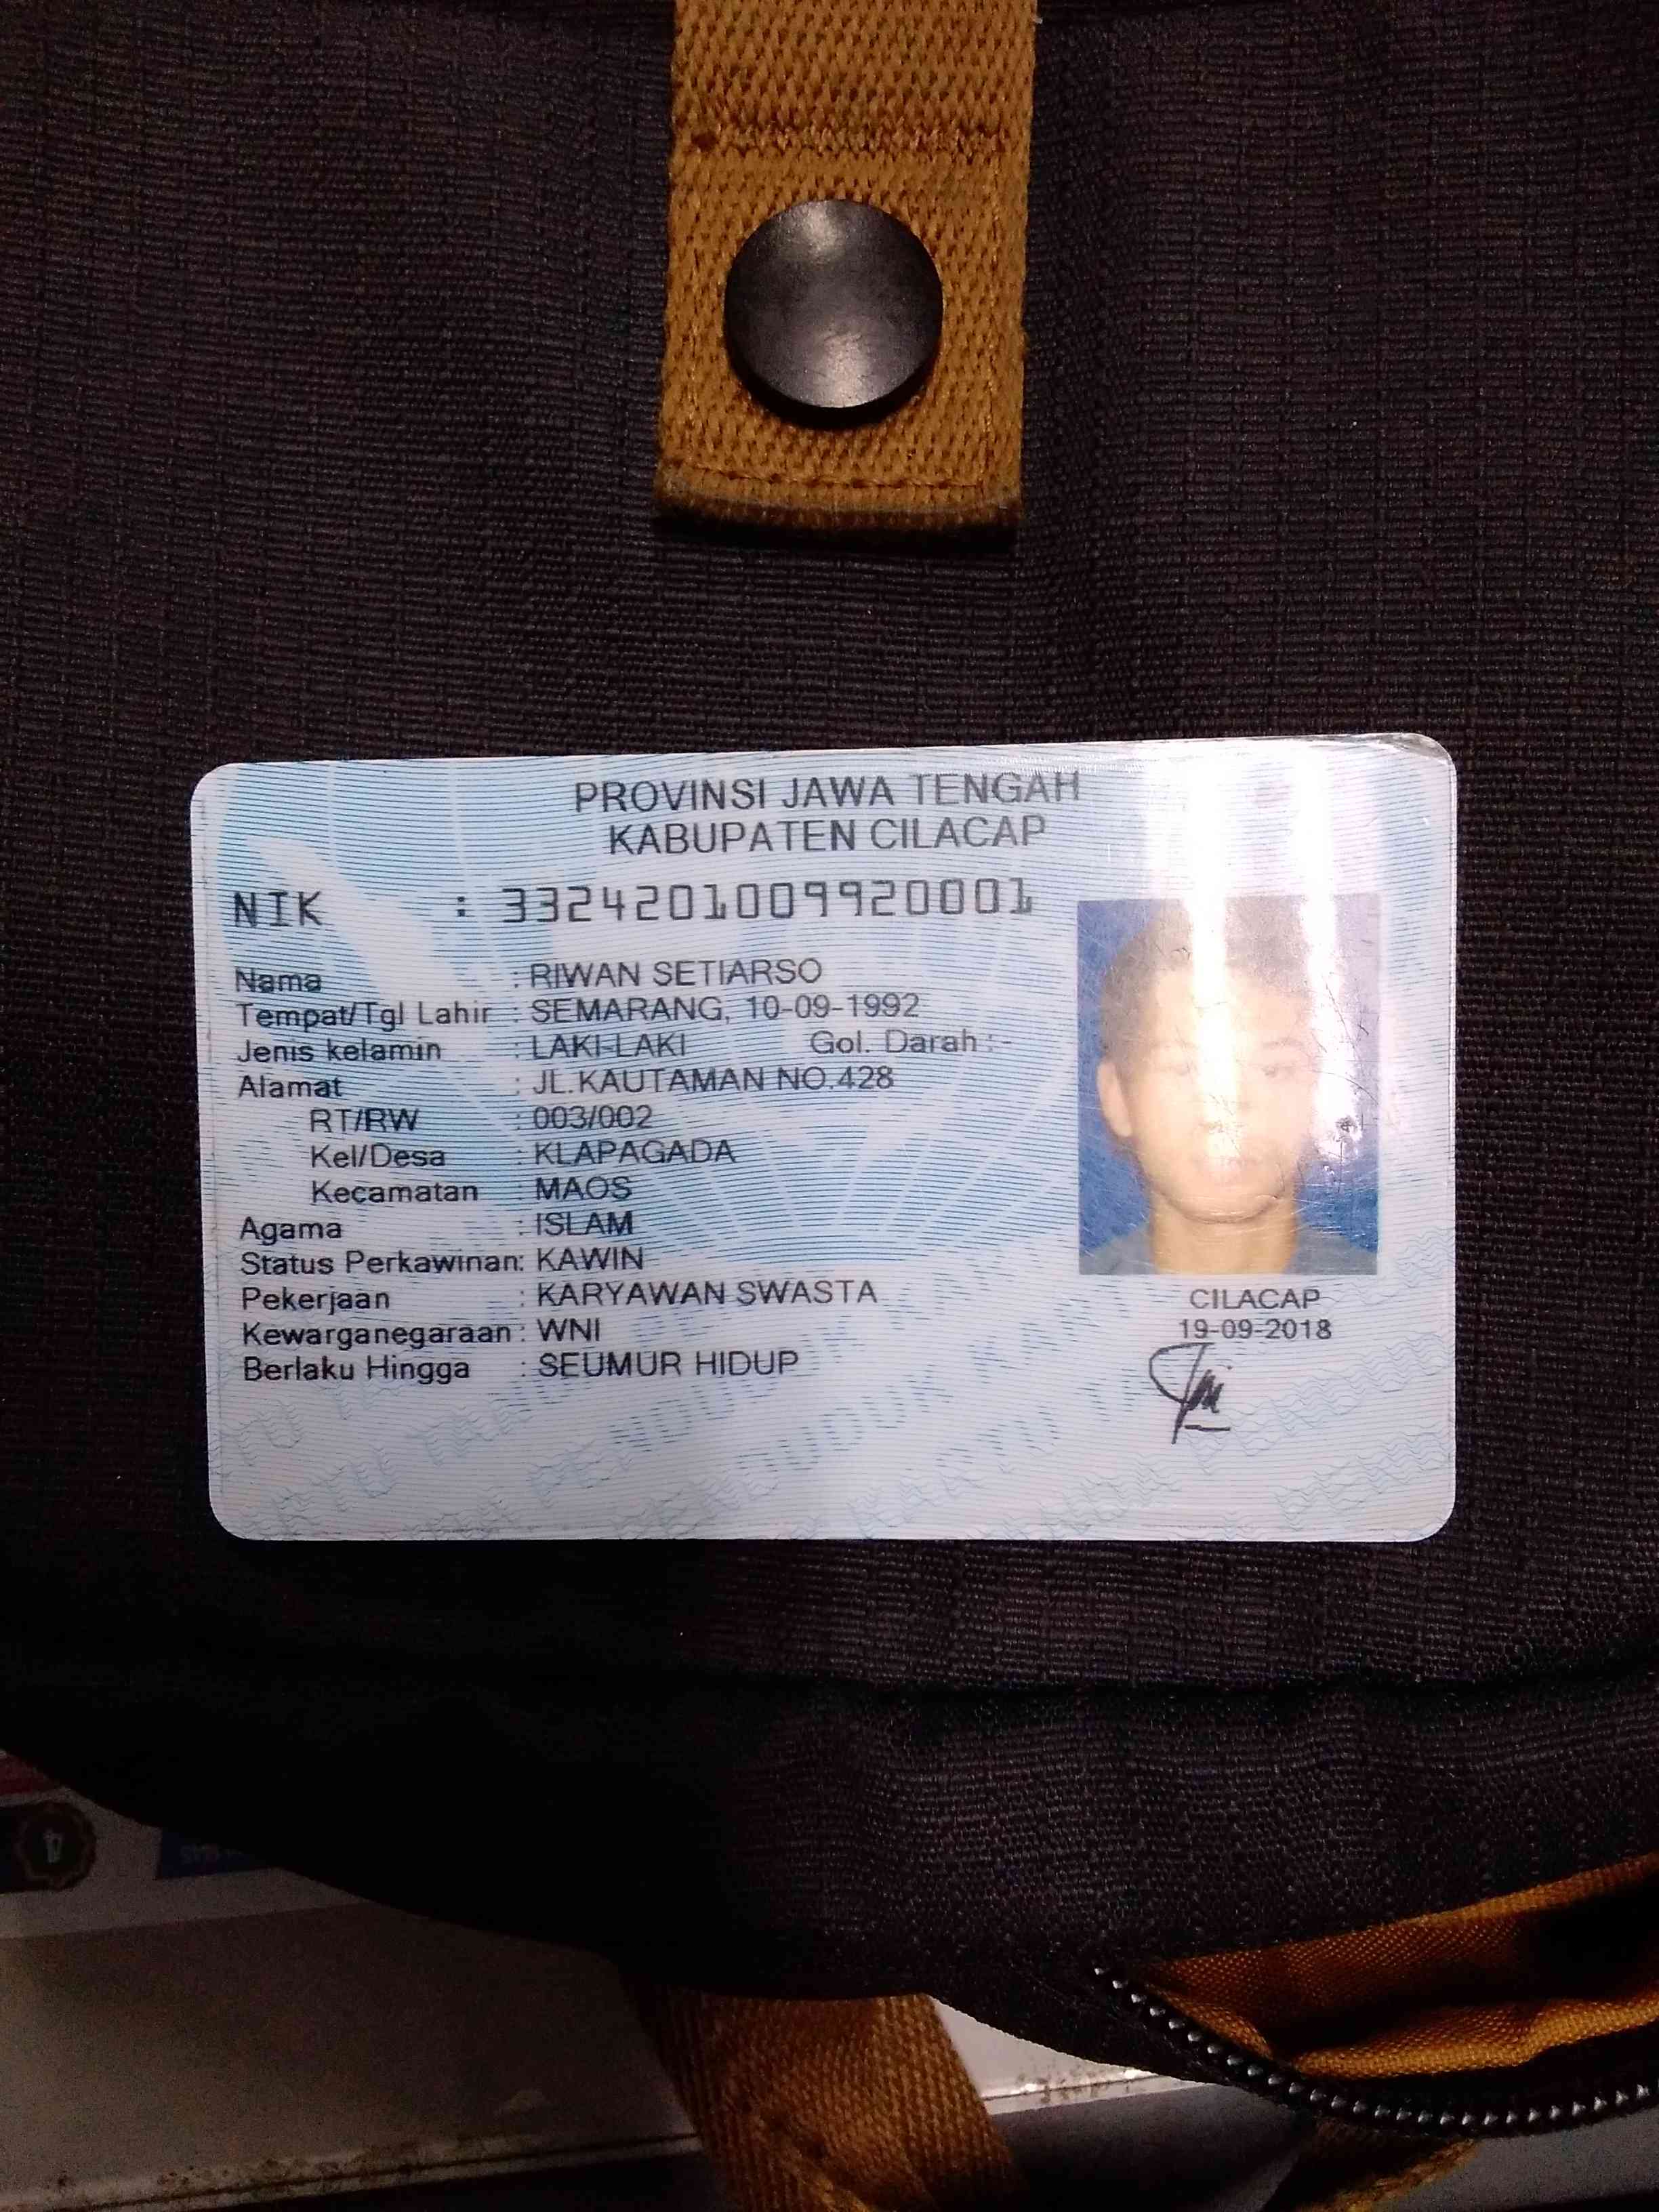 PROVINSI JAWA TENGAH
KABUPATEN CILACAP
NIK : 3324201009920001
Nama : RIWAN SETIARSO
Tempat/Tgl Lahir : SEMARANG, 10-09-1992
Jenis kelamin : LAKI-LAKI Gol. Darah : -
Alamat : JL.KAUTAMAN NO.428
RT/RW : 003/002
Kel/Desa : KLAPAGADA
Kecamatan : MAOS
Agama : ISLAM
Status Perkawinan: KAWIN
Pekerjaan : KARYAWAN SWASTA
Kewarganegaraan : WNI
Berlaku Hingga : SEUMUR HIDUP
CILACAP
19-09-2018